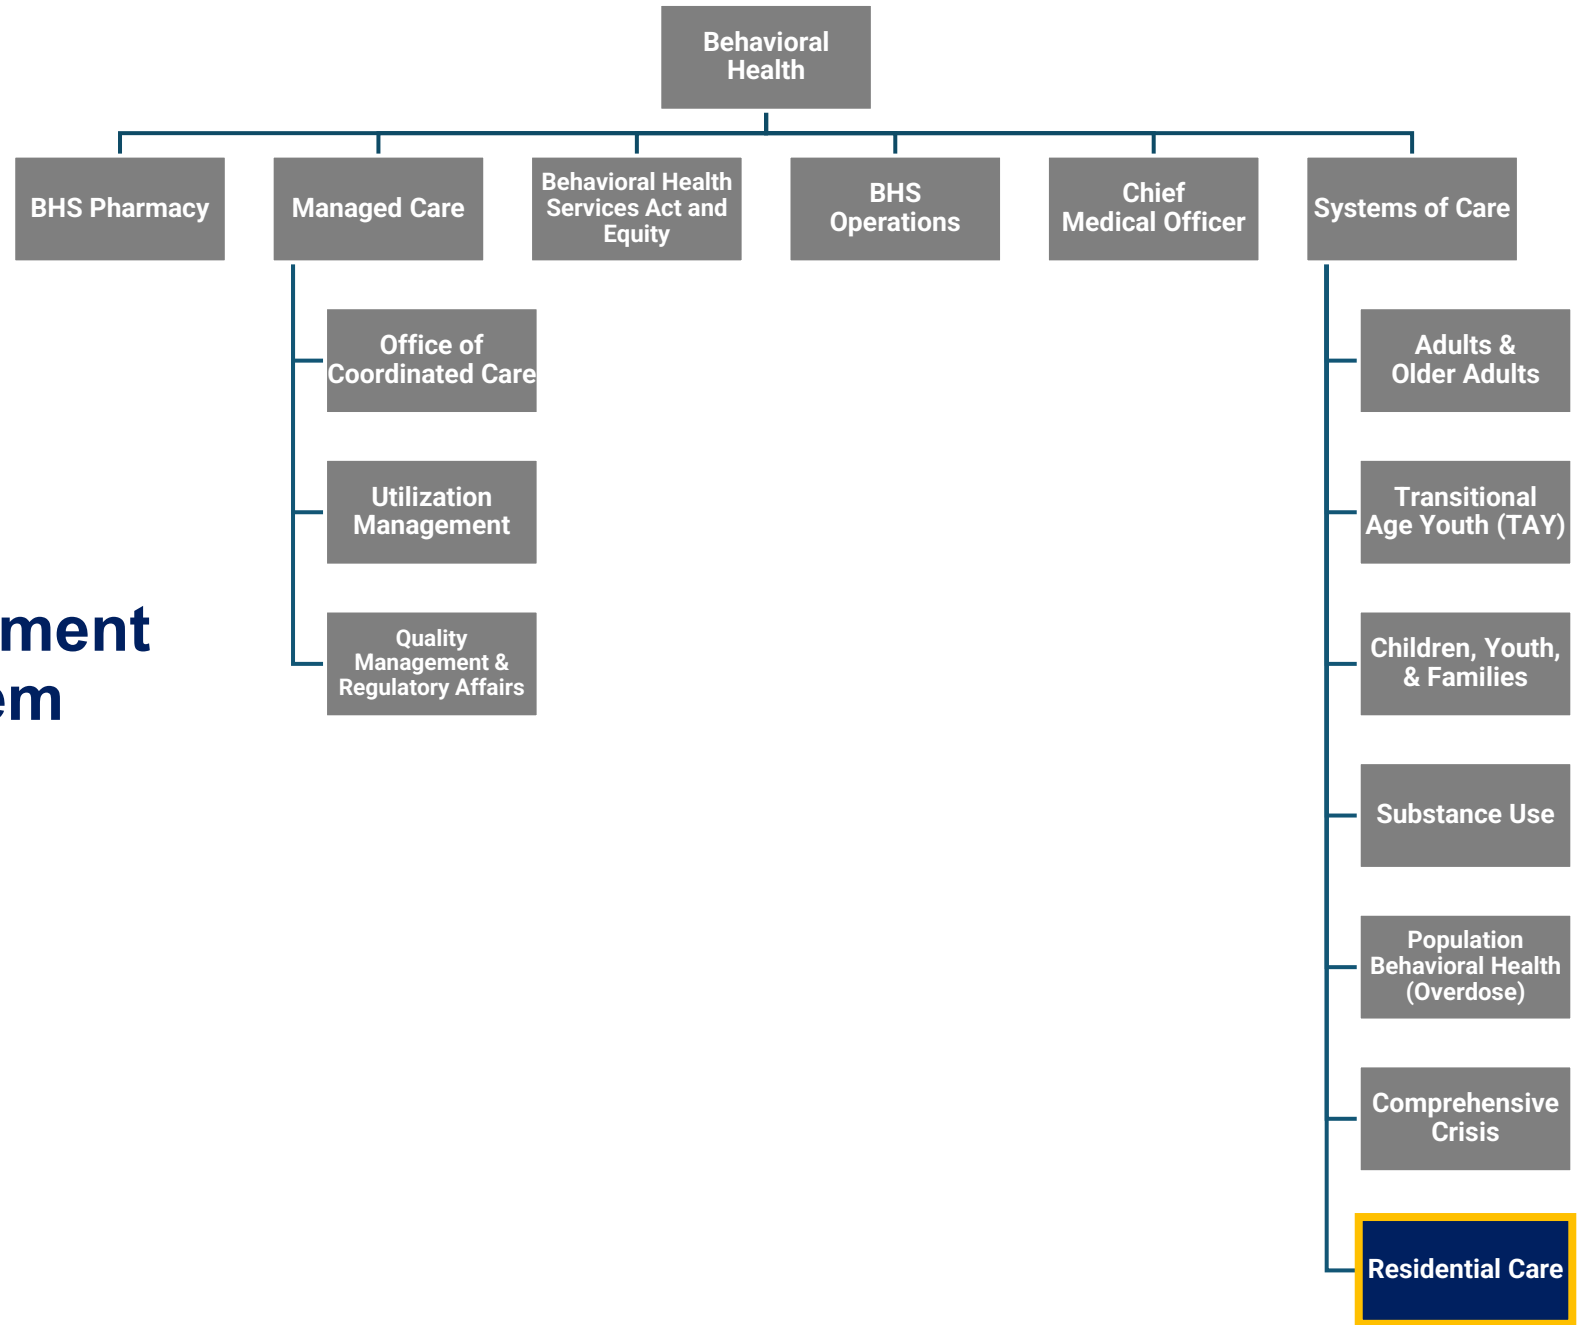 Behavioral
Health
BHS Pharmacy
Managed Care
Behavioral Health
Services Act and
Equity
BHS
Operations
Chief
Medical Officer
Systems of Care
Office of
Coordinated Care
Utilization
Management
Quality
Management &
Regulatory Affairs
Adults &
Older Adults
Transitional
Age Youth (TAY)
Children, Youth,
& Families
Substance Use
Population
Behavioral Health
(Overdose)
Comprehensive
Crisis
Residential Care
ment
em